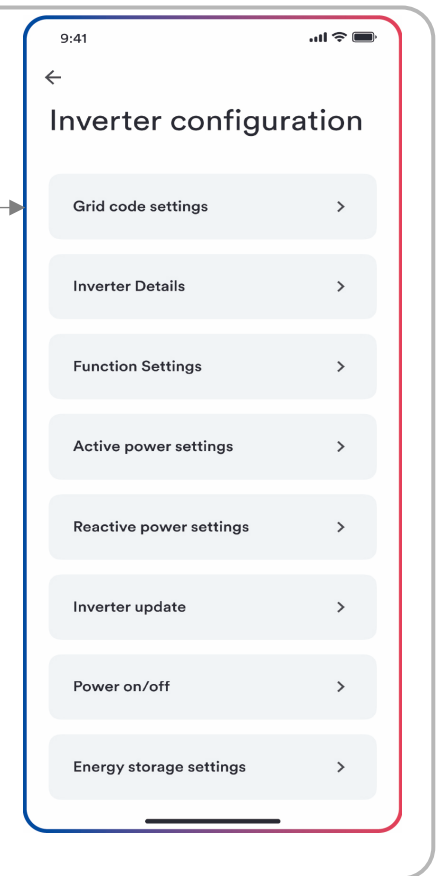 9:41
Inverter configuration
Grid code settings
Inverter Details
Function Settings
Active power settings
Reactive power settings
Inverter update
Power on/off
Energy storage settings